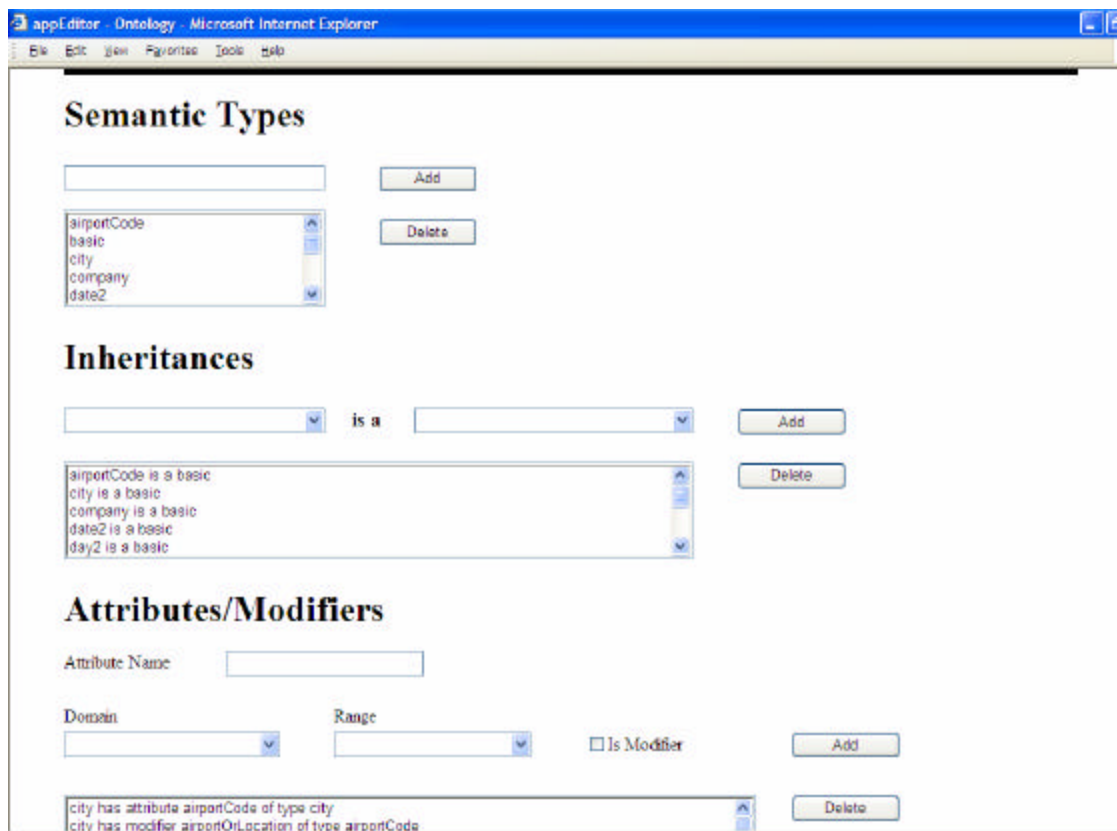 appEditor - Ontology - Microsoft Internet Explorer
File Edit View Favorites Tools Help
Semantic Types
Add
airportCode
basic
city
company
date2
Delete
Inheritances
is a
Add
airportCode is a basic
city is a basic
company is a basic
date2 is a basic
day2 is a basic
Delete
Attributes/Modifiers
Attribute Name
Domain Range
Is Modifier Add
city has attribute airportCode of type city
city has modifier airportOrLocation of type airportCode
Delete